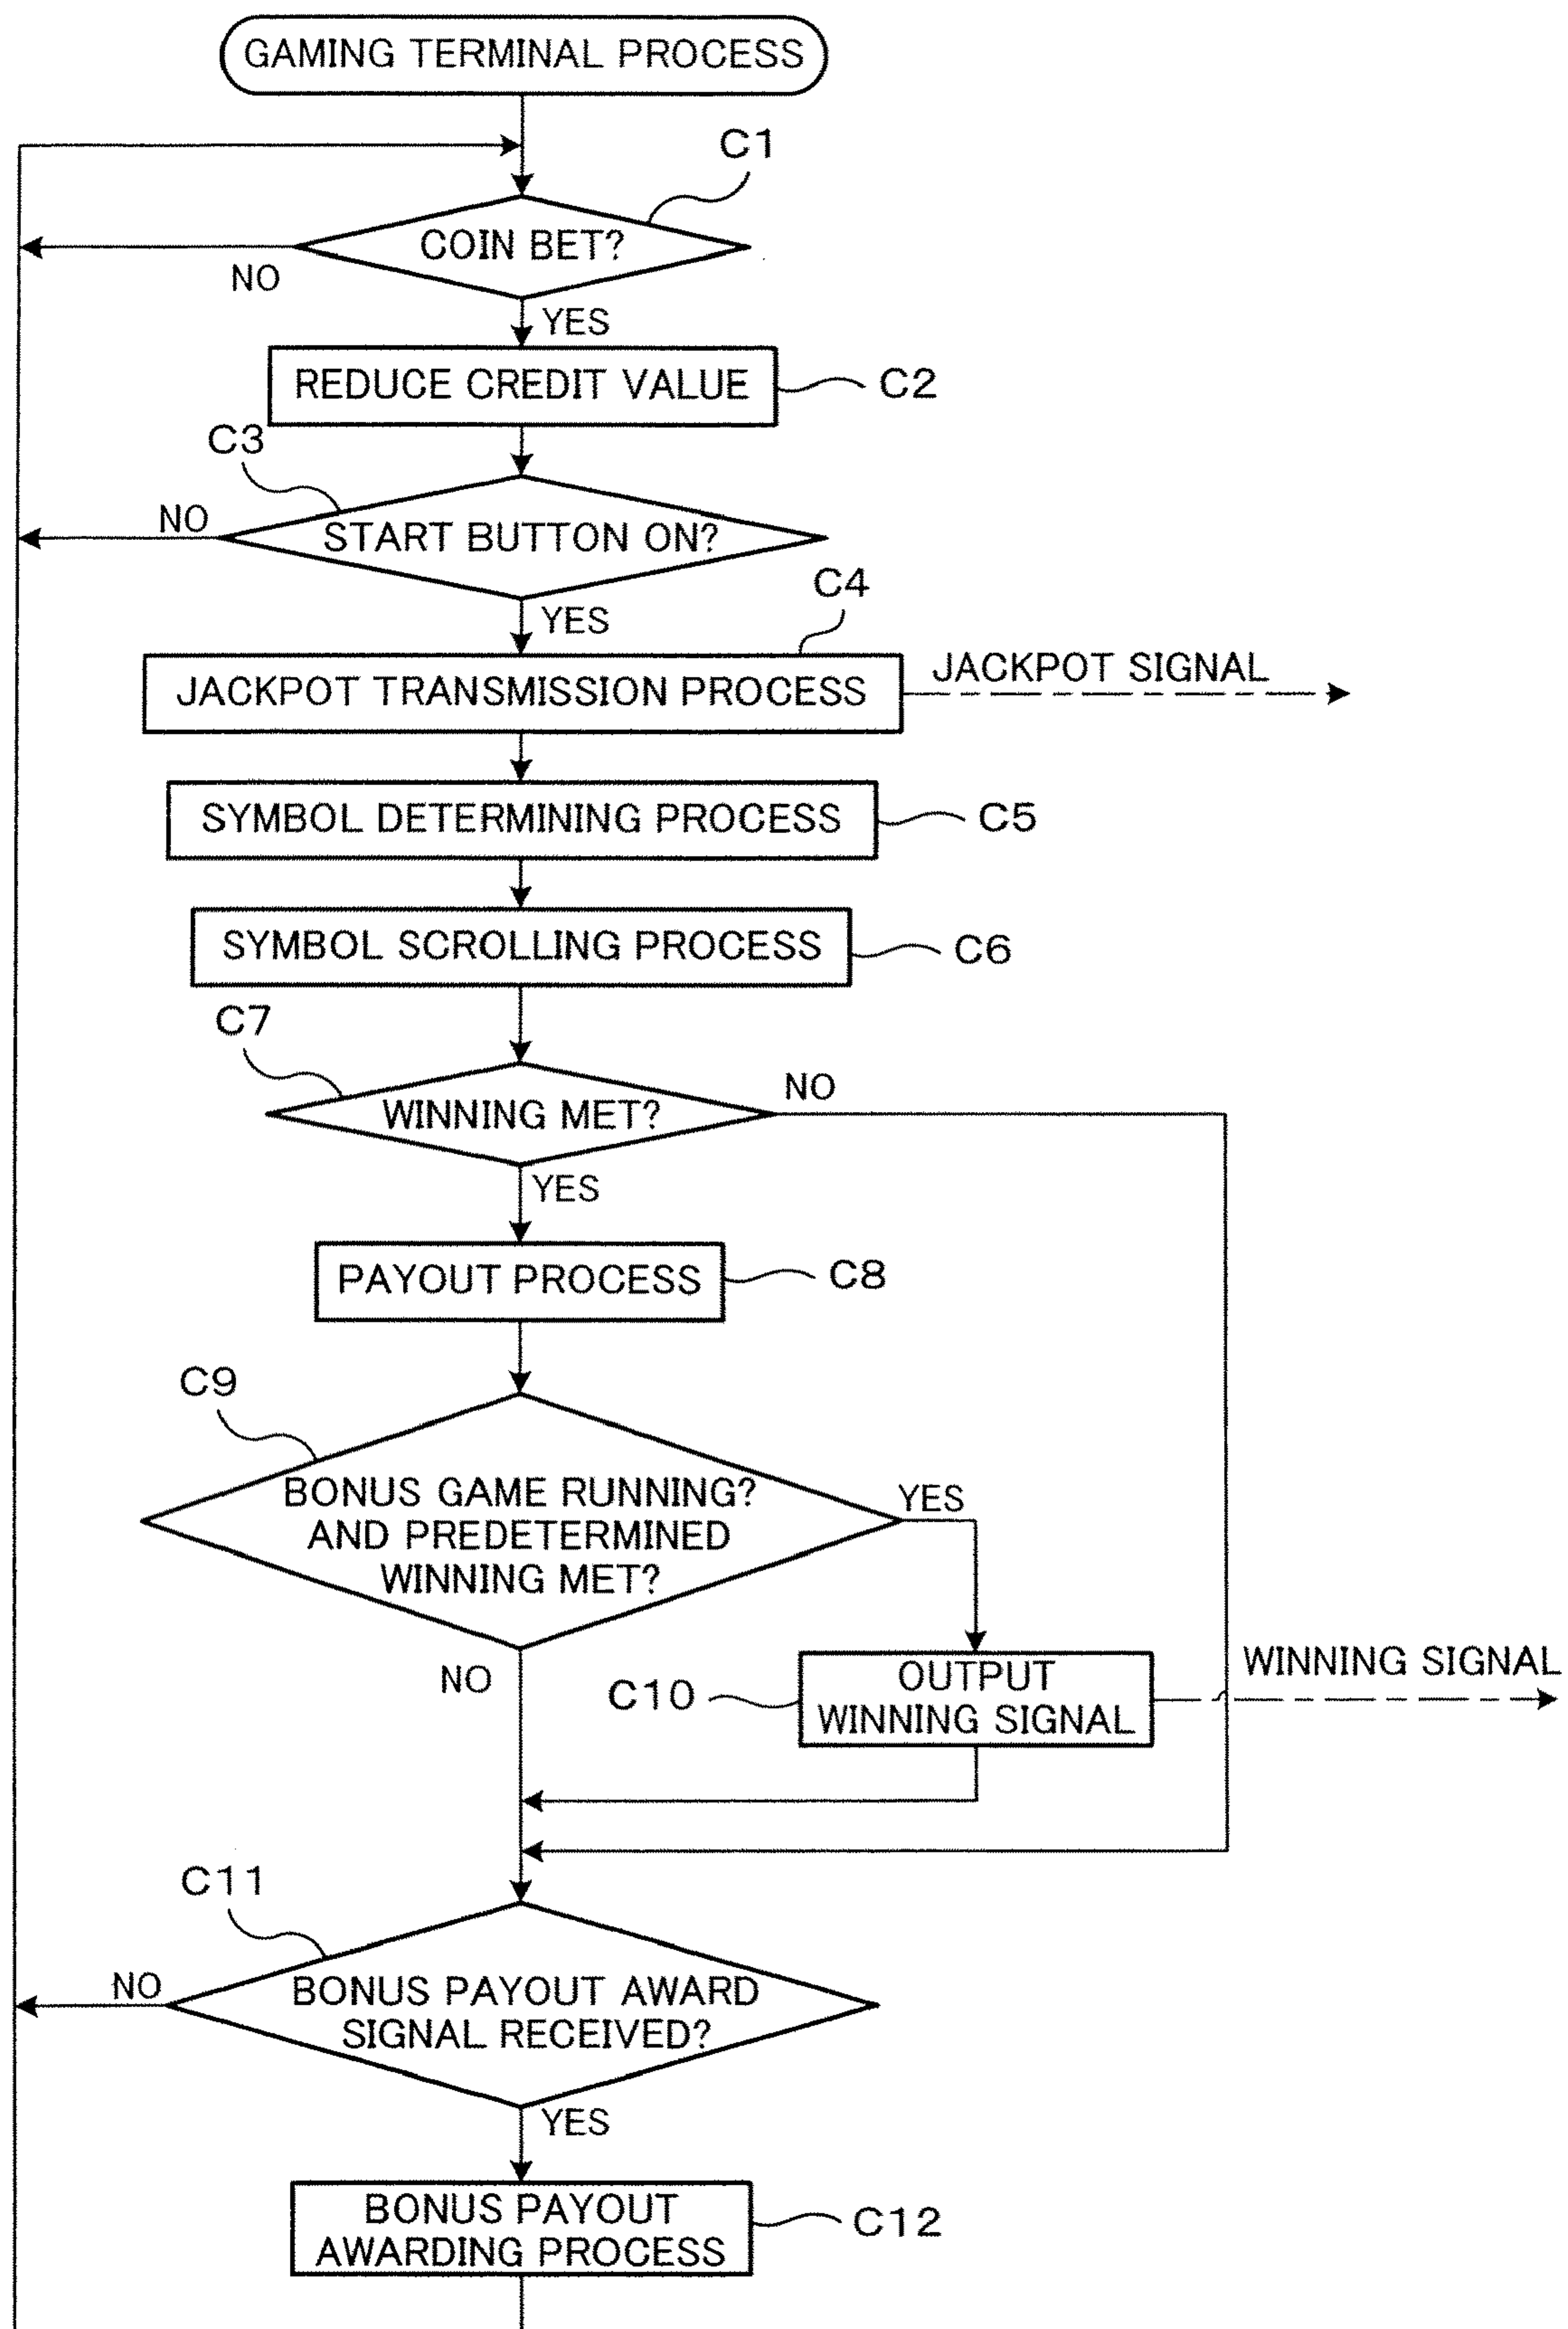 GAMING TERMINAL PROCESS
C1
COIN BET?
NO
YES
REDUCE CREDIT VALUE
C2
C3
NO
START BUTTON ON?
YES
C4
JACKPOT TRANSMISSION PROCESS
JACKPOT SIGNAL
SYMBOL DETERMINING PROCESS
C5
SYMBOL SCROLLING PROCESS
C6
C7
WINNING MET?
NO
YES
PAYOUT PROCESS
C8
C9
BONUS GAME RUNNING?
AND PREDETERMINED
WINNING MET?
YES
NO
C10
OUTPUT
WINNING SIGNAL
WINNING SIGNAL
C11
NO
BONUS PAYOUT AWARD
SIGNAL RECEIVED?
YES
BONUS PAYOUT
AWARDING PROCESS
C12